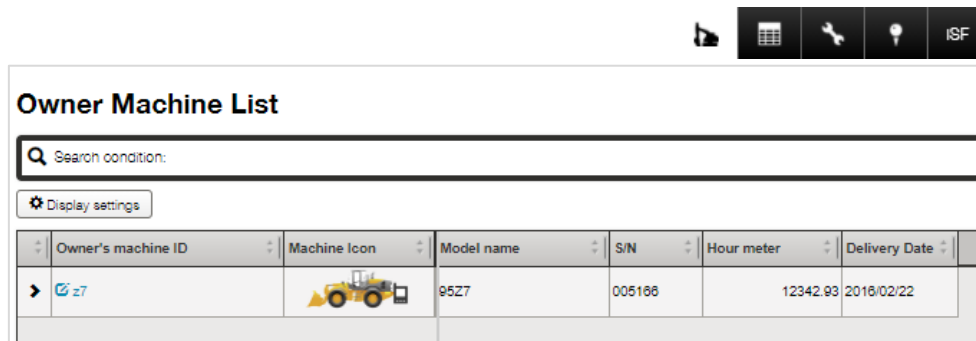 ISF
Owner Machine List
Search condition:
Display settings
Owner's machine ID Machine Icon Model name S/N Hour meter Delivery Date
z7 95Z7 005166 12342.93 2016/02/22